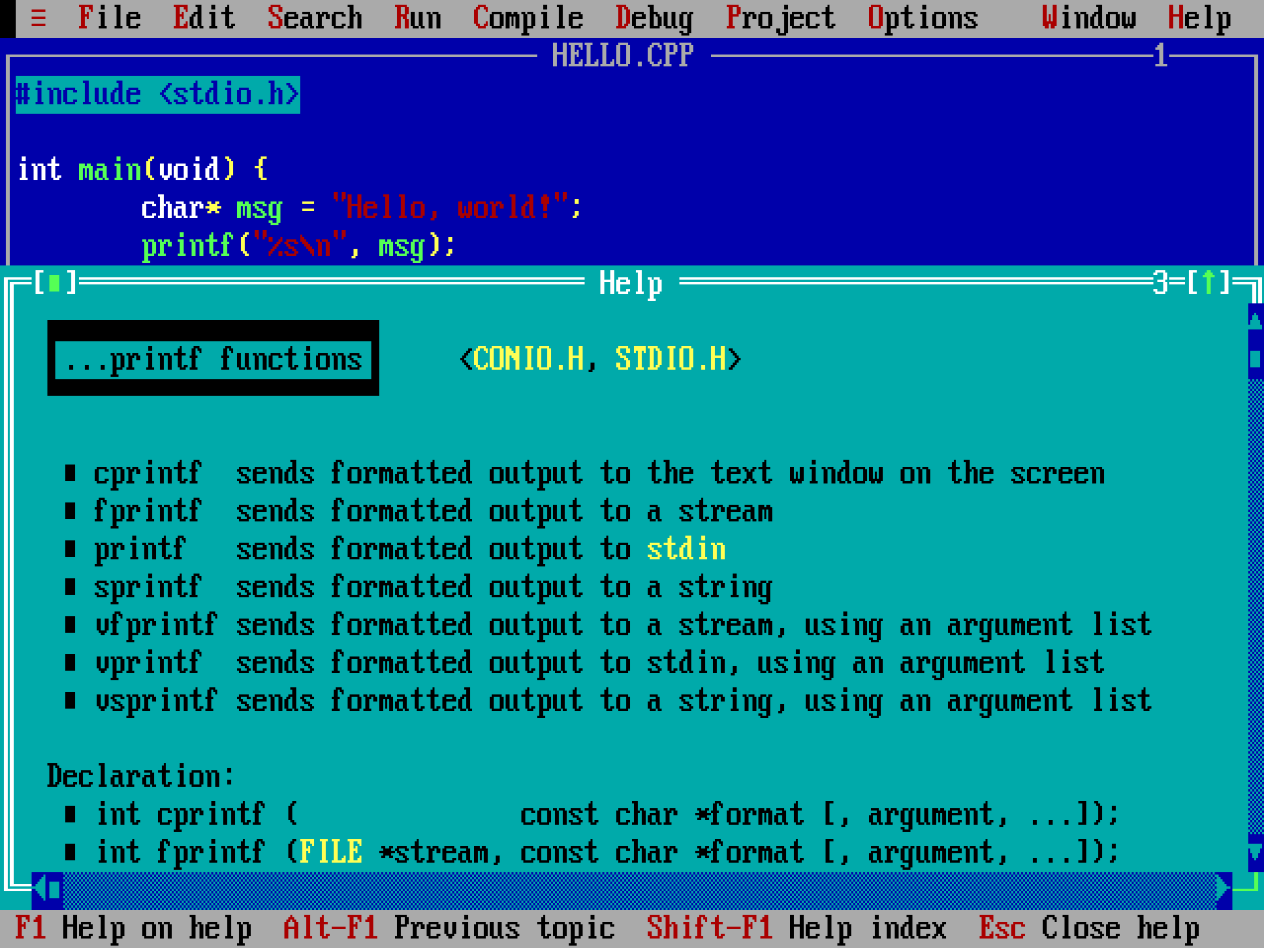 ≡ File Edit Search Run Compile Debug Project Options Window Help
HELLO.CPP 1
#include <stdio.h>
int main(void) {
char* msg = "Hello, world!";
printf("%s\n", msg);
[■] Help 3=[↑]
...printf functions <CONIO.H, STDIO.H>
■ cprintf sends formatted output to the text window on the screen
■ fprintf sends formatted output to a stream
■ printf sends formatted output to stdin
■ sprintf sends formatted output to a string
■ vfprintf sends formatted output to a stream, using an argument list
■ vprintf sends formatted output to stdin, using an argument list
■ vsprintf sends formatted output to a string, using an argument list
Declaration:
■ int cprintf ( const char *format [, argument, ...]);
■ int fprintf (FILE *stream, const char *format [, argument, ...]);
F1 Help on help Alt-F1 Previous topic Shift-F1 Help index Esc Close help